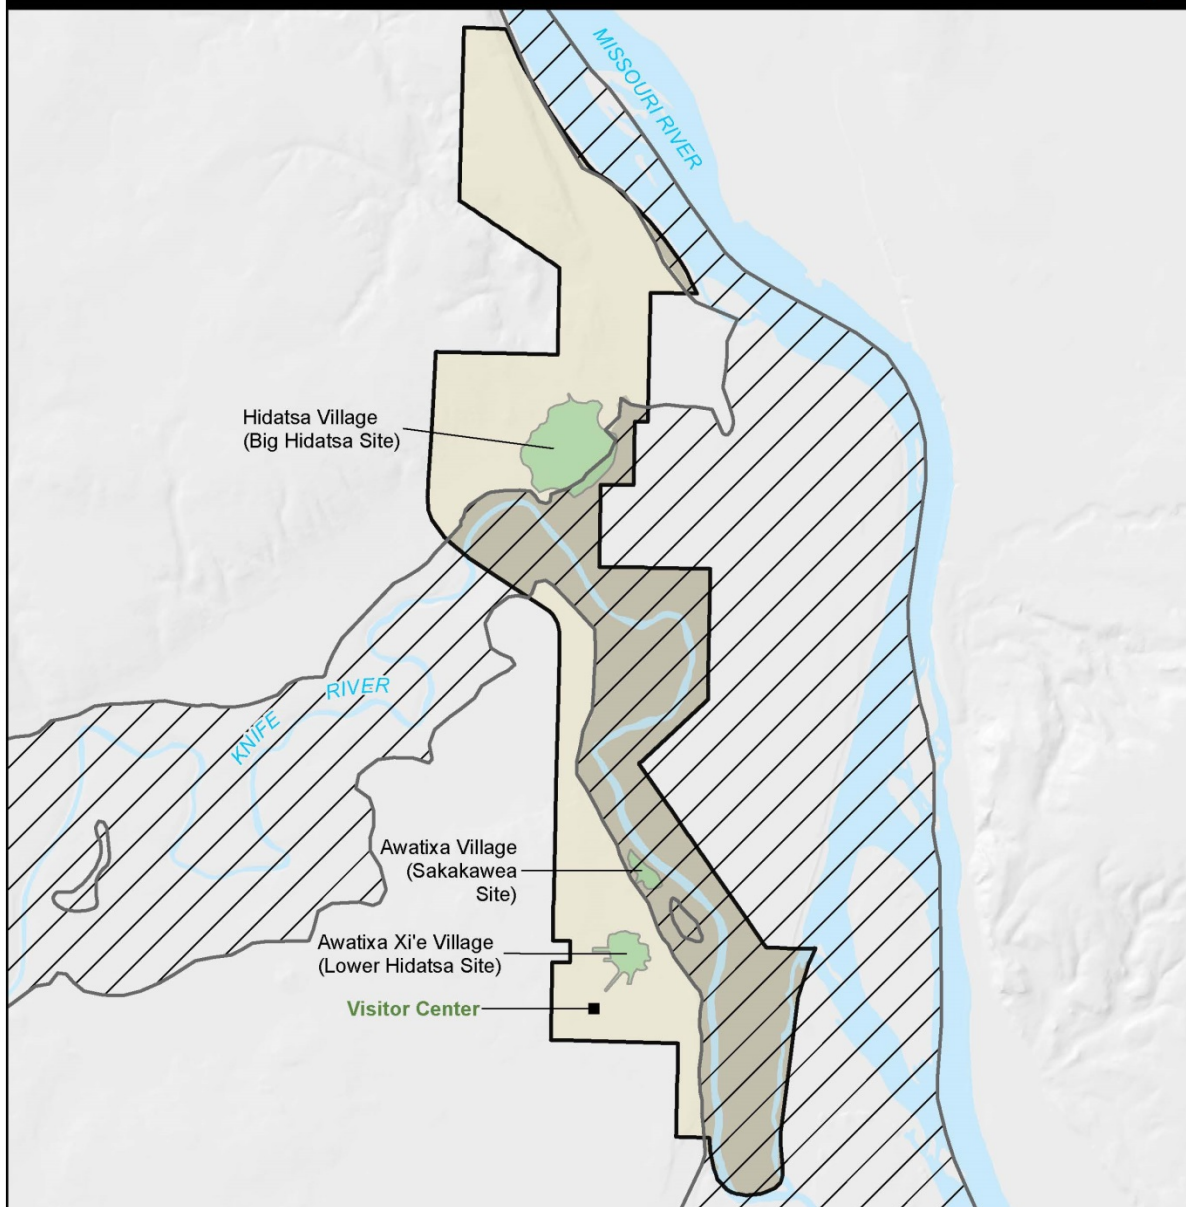 MISSOURI RIVER
Hidatsa Village
(Big Hidatsa Site)
KNIFE RIVER
Awatixa Village
(Sakakawea
Site)
Awatixa Xi'e Village
(Lower Hidatsa Site)
Visitor Center